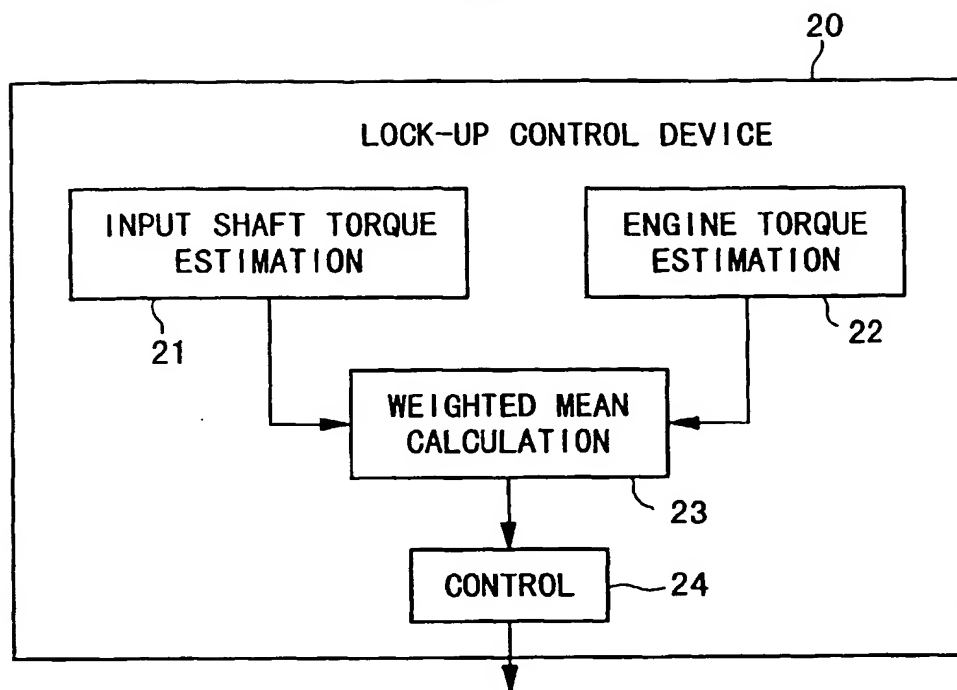 20
LOCK-UP CONTROL DEVICE
INPUT SHAFT TORQUE
ESTIMATION
ENGINE TORQUE
ESTIMATION
21
22
WEIGHTED MEAN
CALCULATION
23
CONTROL
24